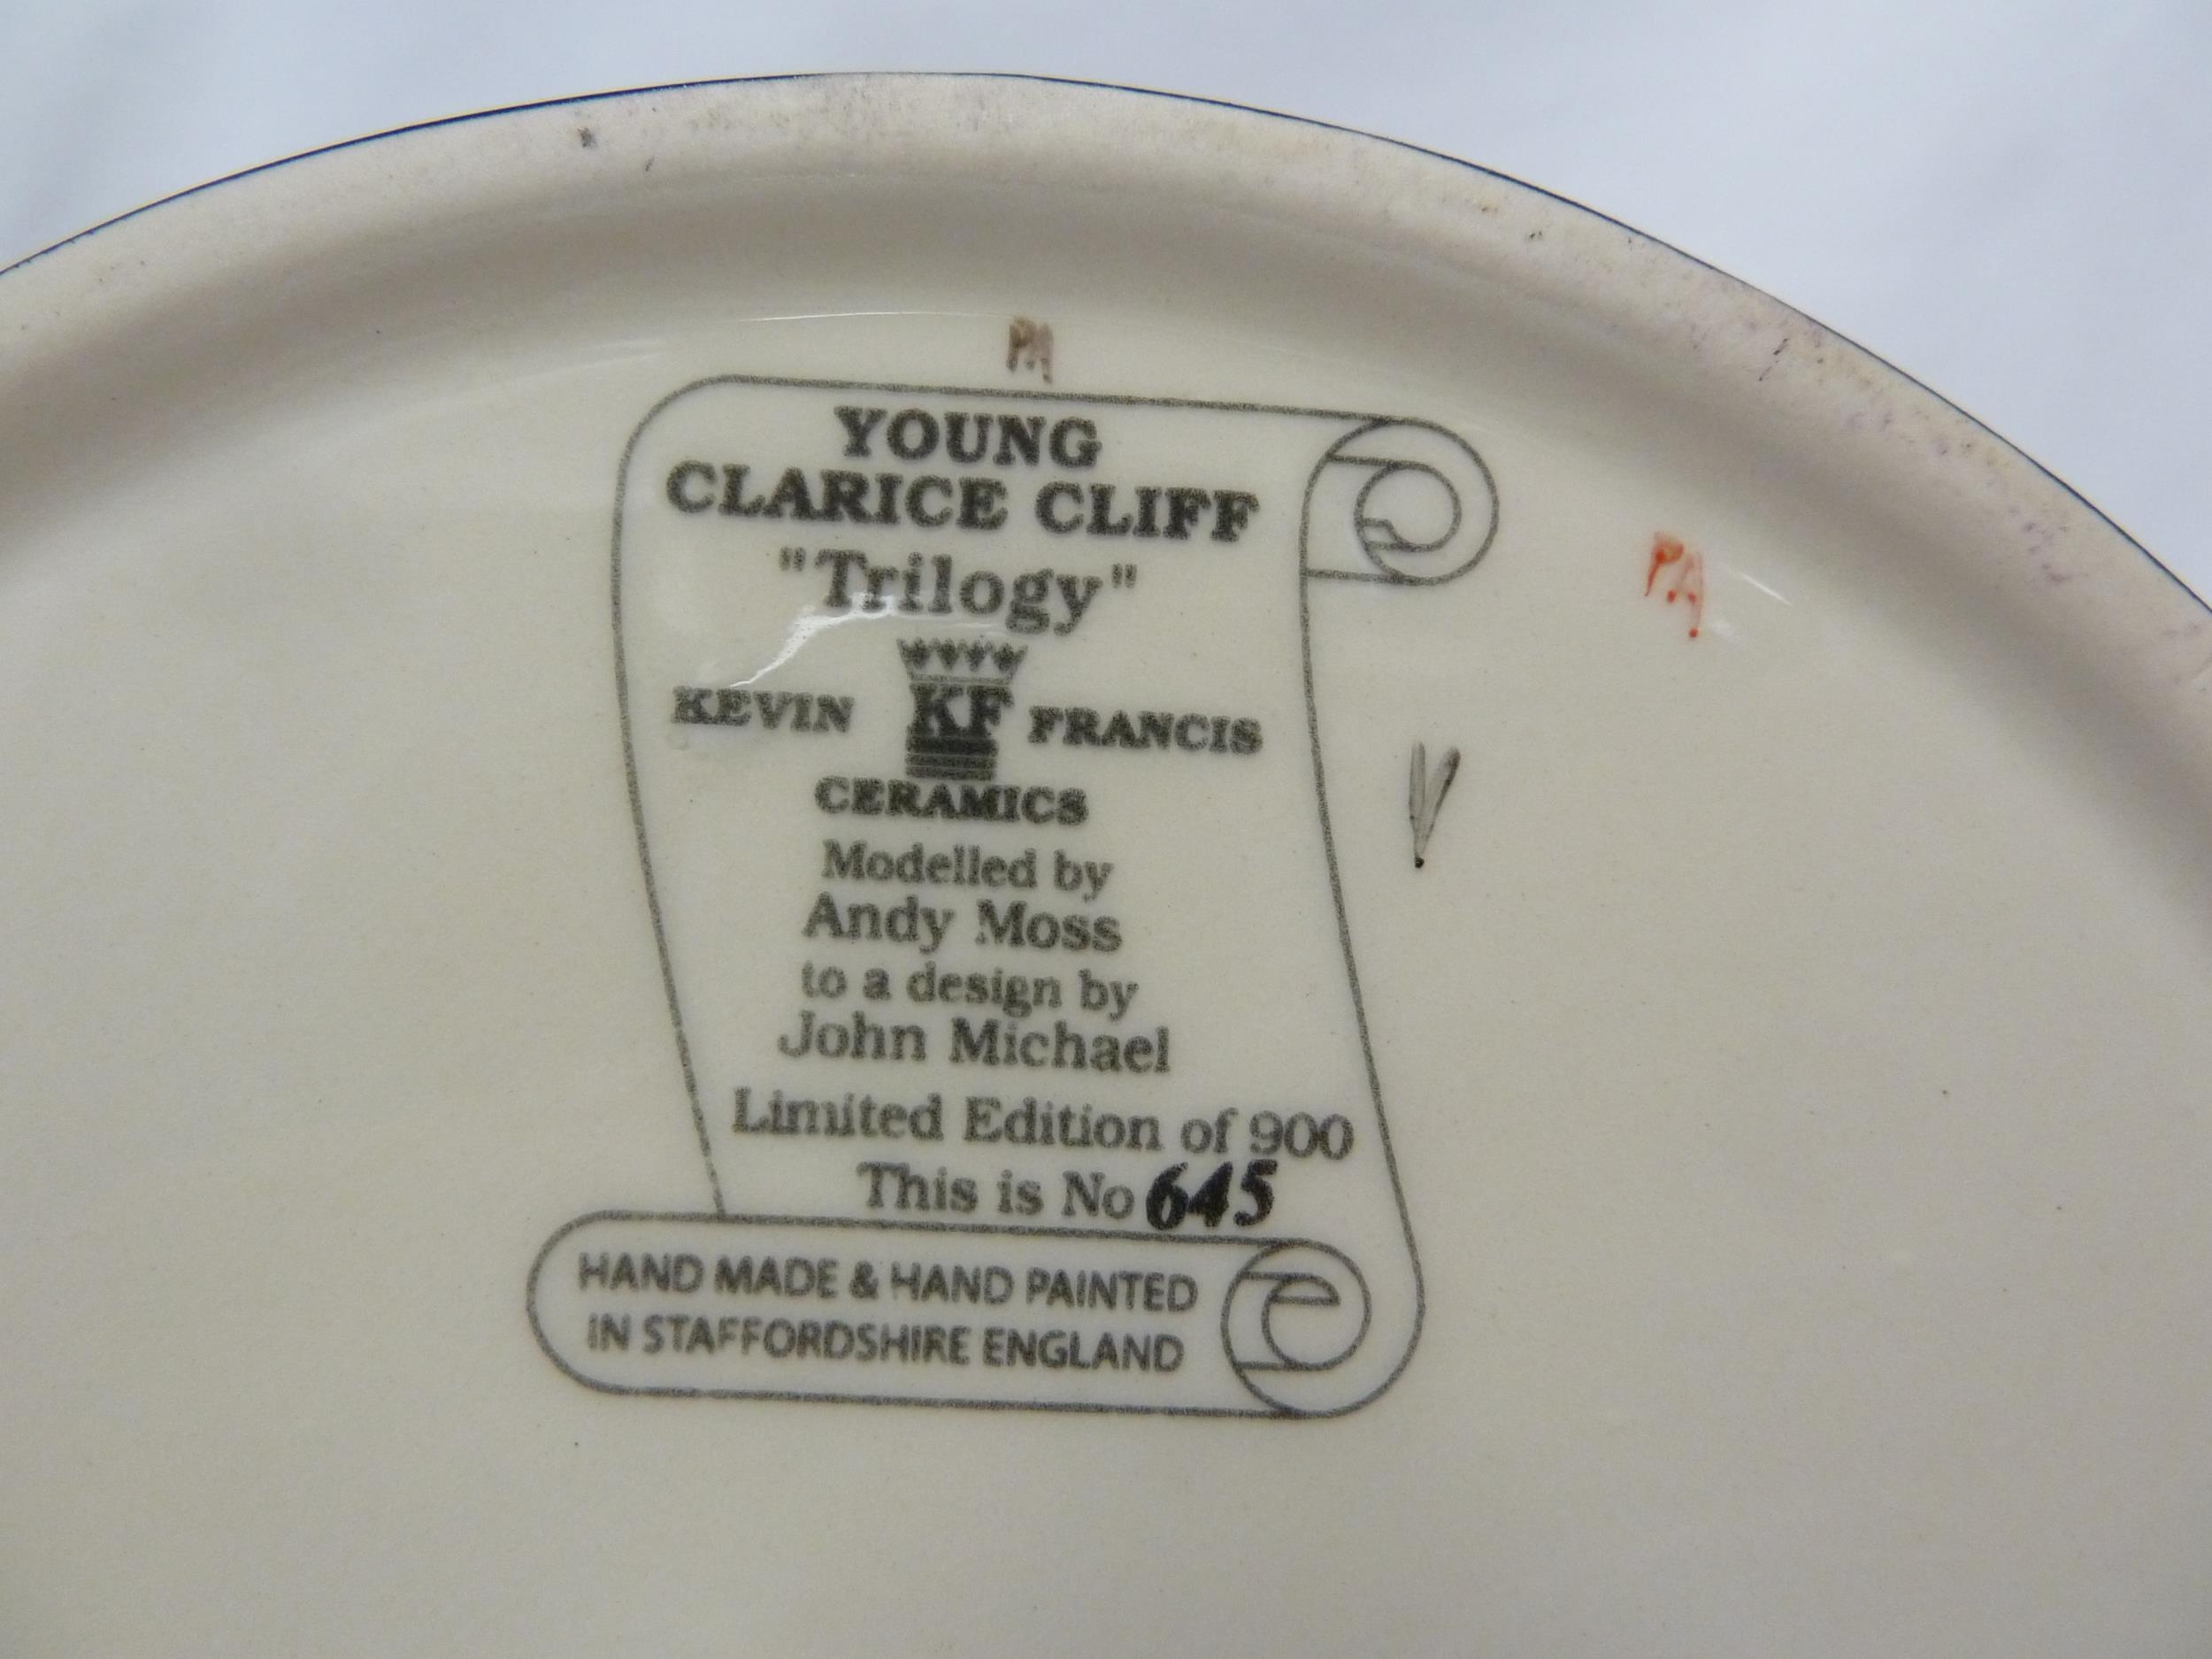 PA
YOUNG
CLARICE CLIFF
"Trilogy"
PA
KEVIN KF FRANCIS
CERAMICS
V
Modelled by
Andy Moss
to a design by
John Michael
Limited Edition of 900
This is No 645
HAND MADE & HAND PAINTED
IN STAFFORDSHIRE ENGLAND